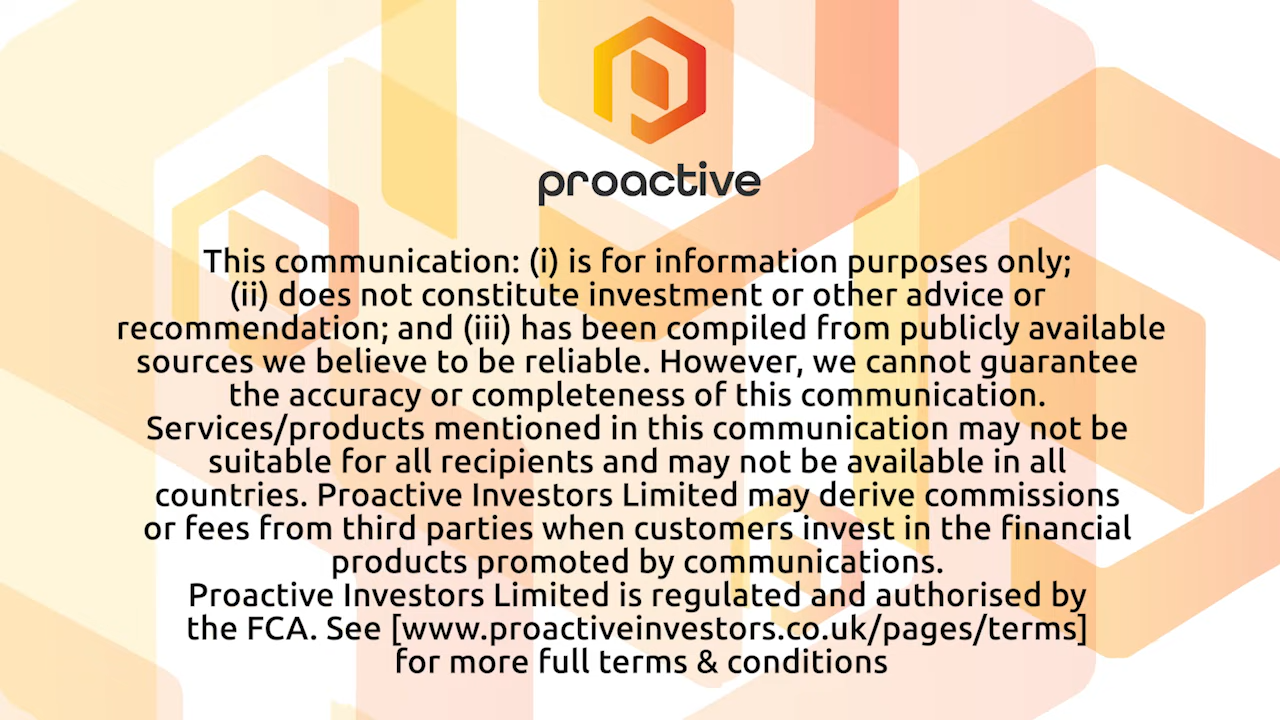 proactive
This communication: (i) is for information purposes only;
(ii) does not constitute investment or other advice or
recommendation; and (iii) has been compiled from publicly available
sources we believe to be reliable. However, we cannot guarantee
the accuracy or completeness of this communication.
Services/products mentioned in this communication may not be
suitable for all recipients and may not be available in all
countries. Proactive Investors Limited may derive commissions
or fees from third parties when customers invest in the financial
products promoted by communications.
Proactive Investors Limited is regulated and authorised by
the FCA. See [www.proactiveinvestors.co.uk/pages/terms]
for more full terms & conditions